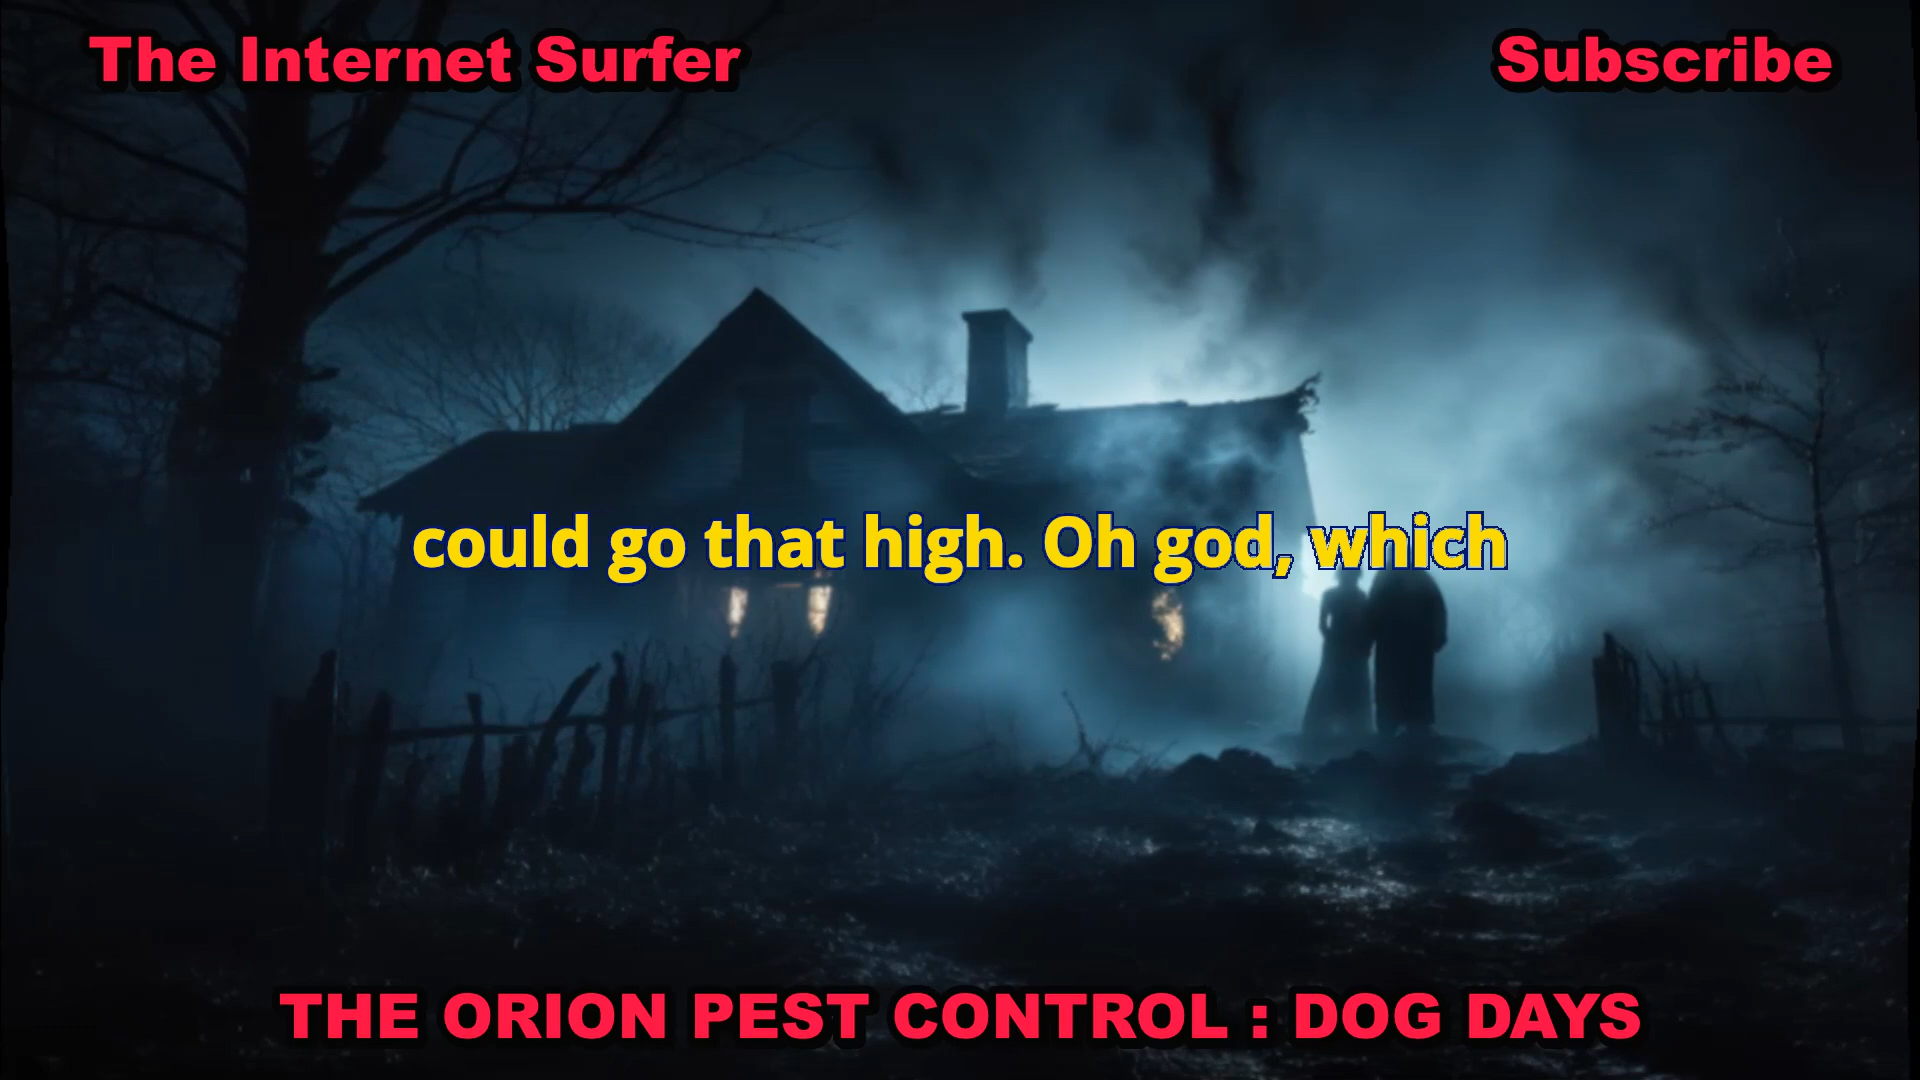 The Internet Surfer
Subscribe
could go that high. Oh god, which
THE ORION PEST CONTROL : DOG DAYS